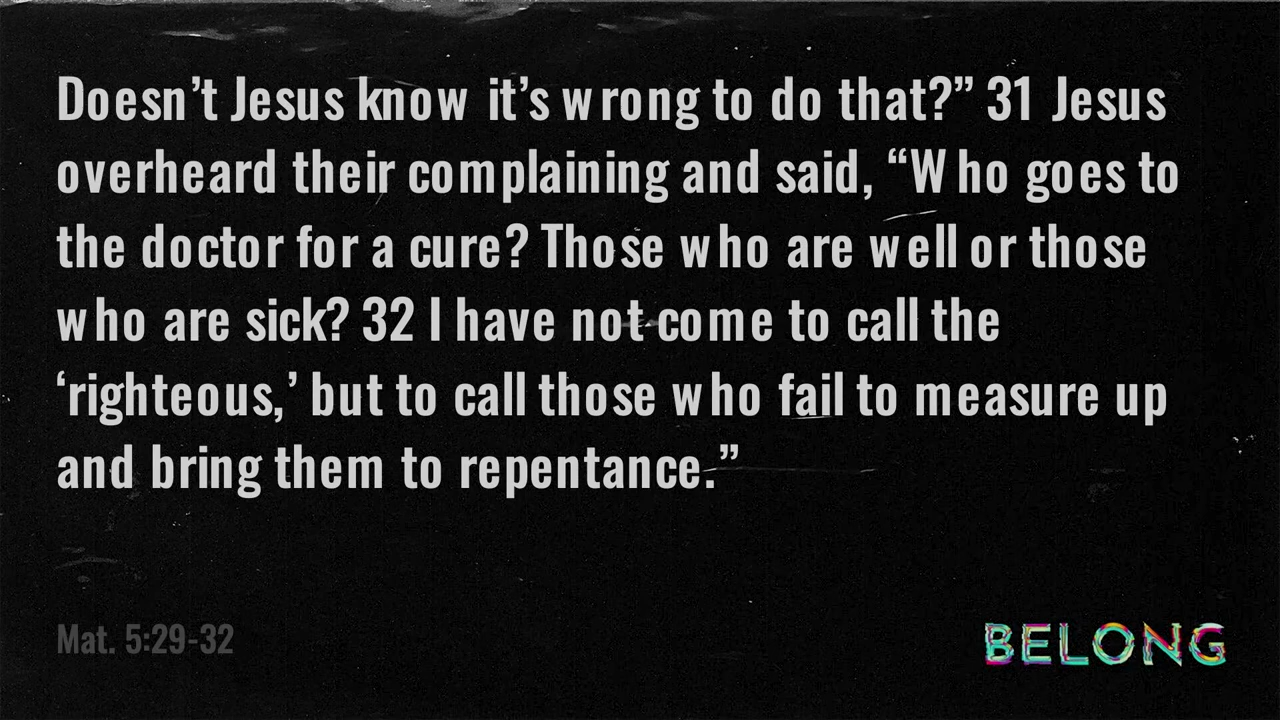 Doesn’t Jesus know it’s wrong to do that?” 31 Jesus
overheard their complaining and said, “Who goes to
the doctor for a cure? Those who are well or those
who are sick? 32 I have not come to call the
‘righteous,’ but to call those who fail to measure up
and bring them to repentance.”
Mat. 5:29-32
BELONG